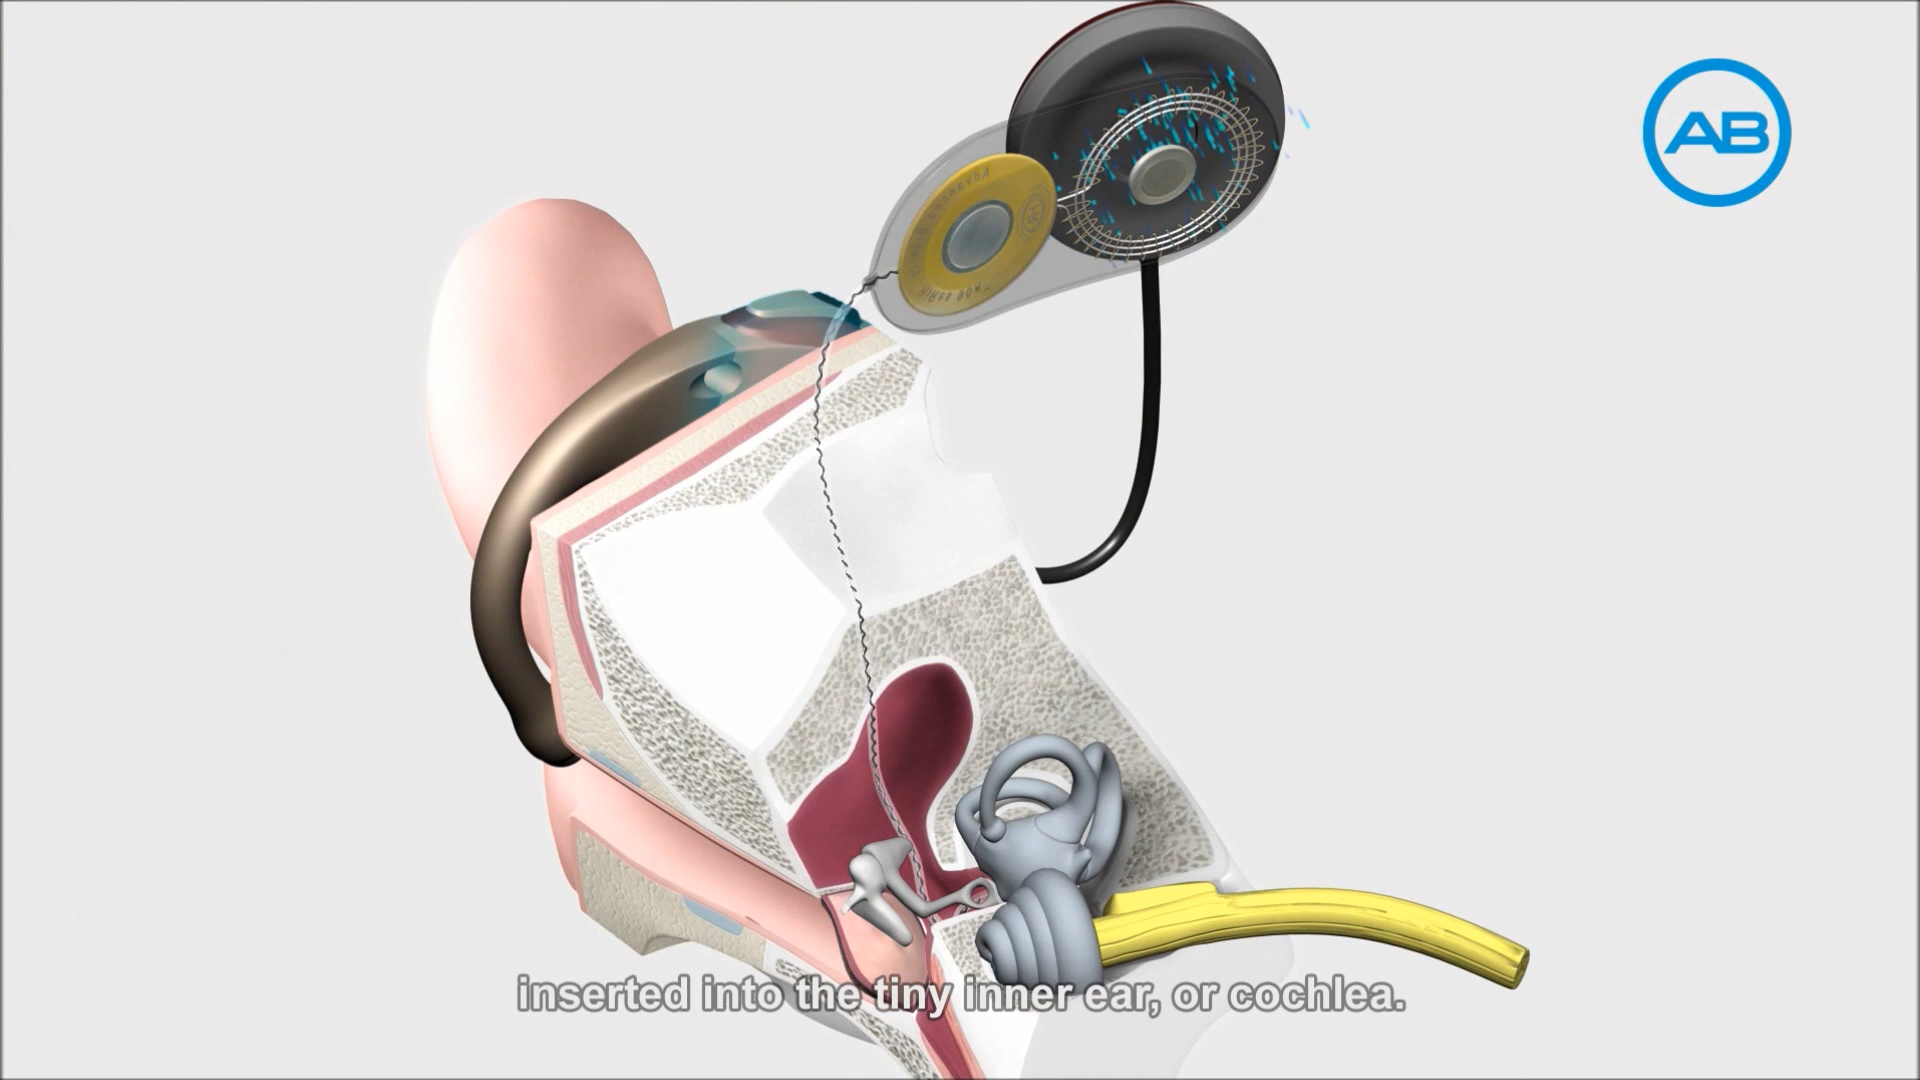 AB
inserted into the tiny inner ear, or cochlea.